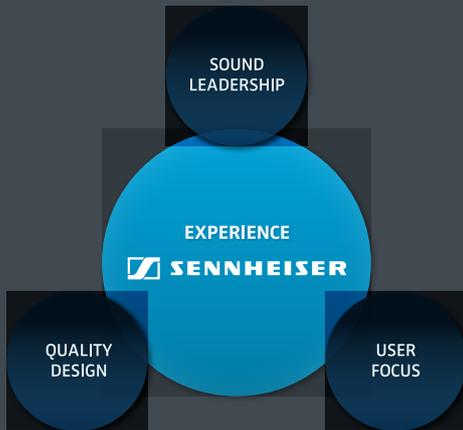 SOUND
LEADERSHIP
EXPERIENCE
SENNHEISER
QUALITY
DESIGN
USER
FOCUS